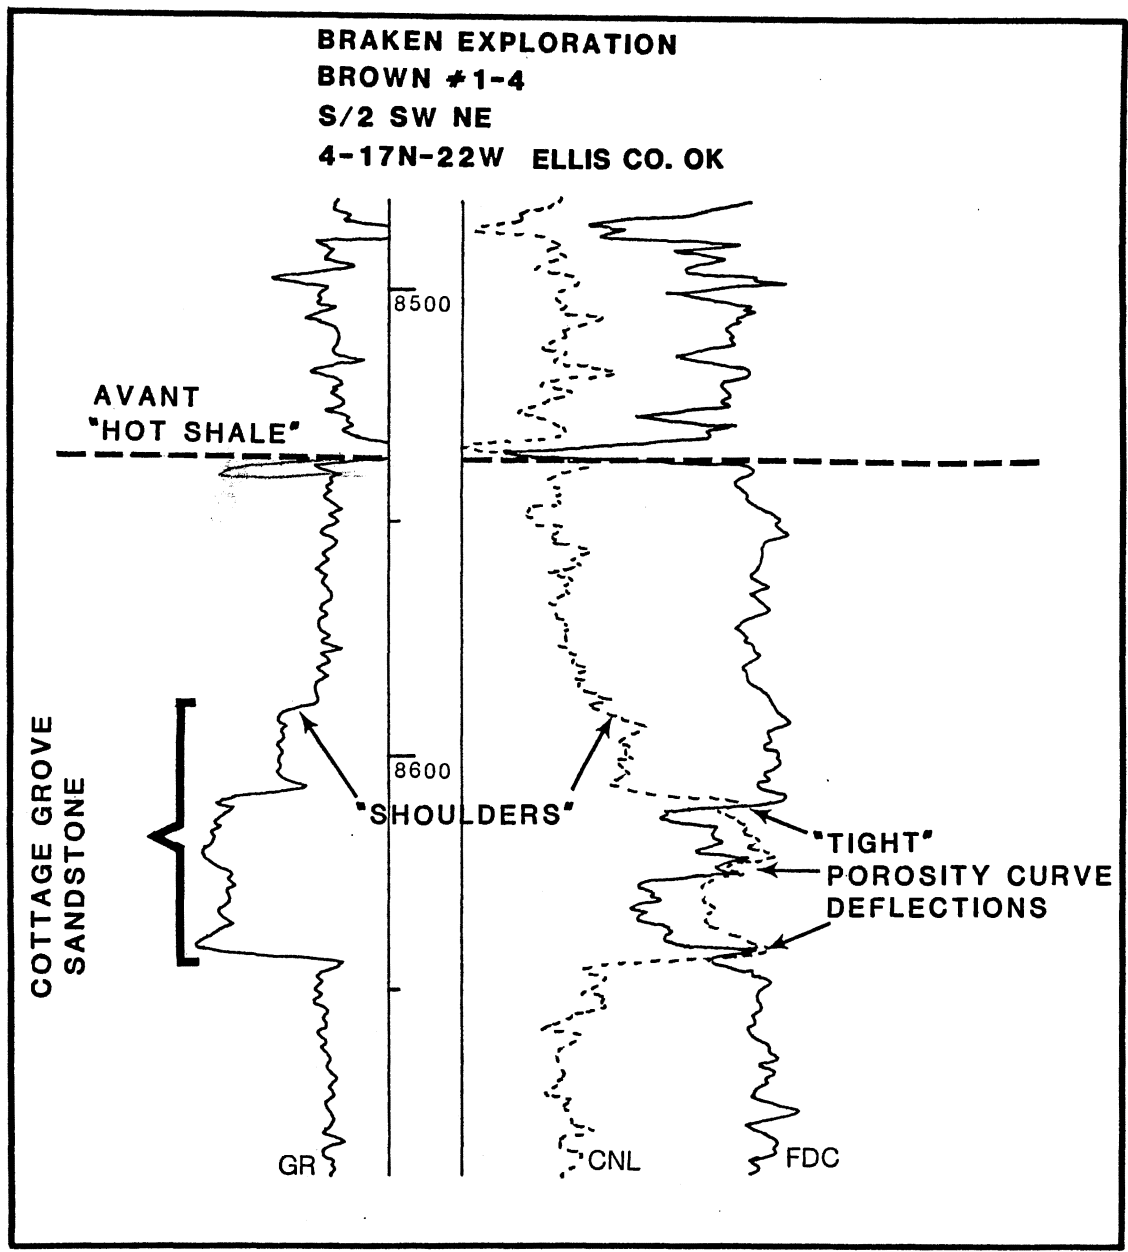 BRAKEN EXPLORATION
BROWN #1-4
S/2 SW NE
4-17N-22W ELLIS CO. OK
8500
AVANT
"HOT SHALE"
COTTAGE GROVE
SANDSTONE
8600
"SHOULDERS"
"TIGHT"
POROSITY CURVE
DEFLECTIONS
GR
CNL
FDC